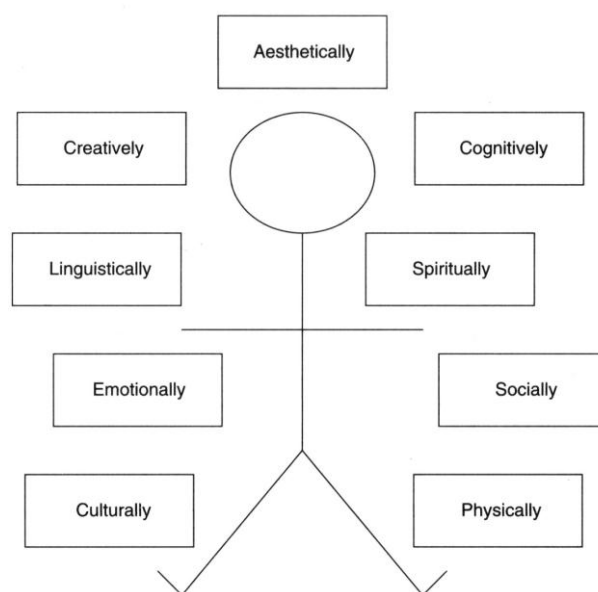 Aesthetically
Creatively
Cognitively
Linguistically
Spiritually
Emotionally
Socially
Culturally
Physically